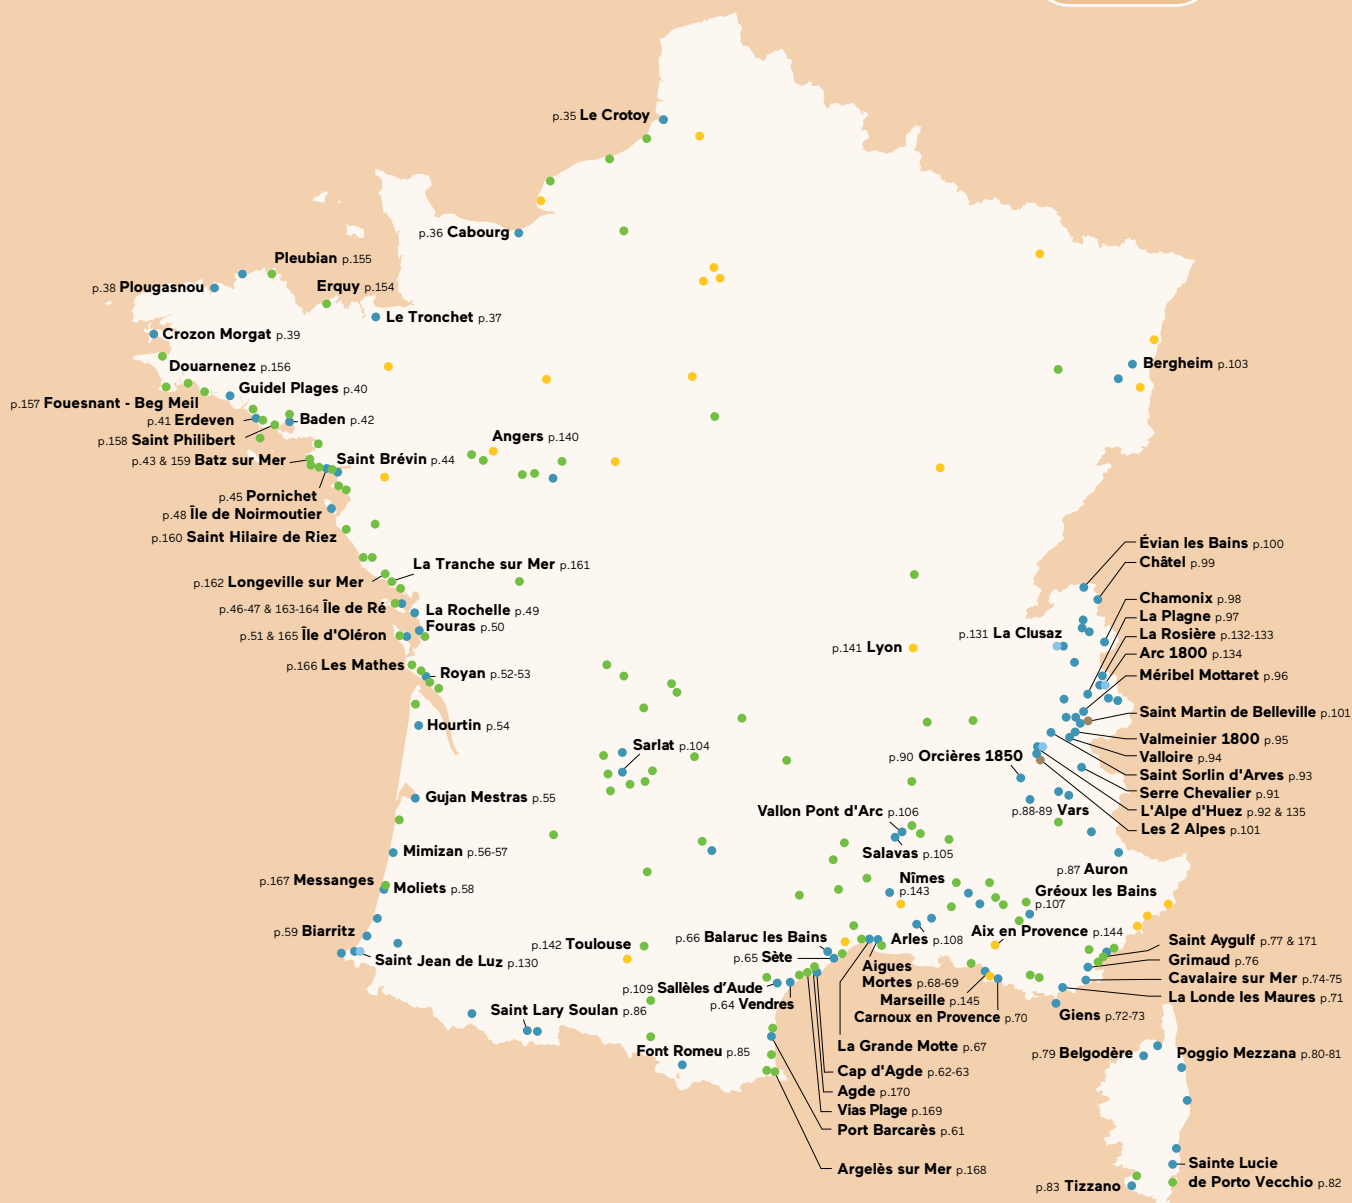 p.35 Le Crotoy
p.36 Cabourg
Pleubian p.155
p.38 Plougasnou
Erquy p.154
Le Tronchet p.37
Crozon Morgat p.39
Douarnenez p.156
Bergheim p.103
Guidel Plages p.40
p.157 Fouesnant - Beg Meil
p.41 Erdeven
Baden p.42
p.158 Saint Philibert
Angers p.140
p.43 & 159 Batz sur Mer
Saint Brévin p.44
p.45 Pornichet
p.48 Île de Noirmoutier
p.160 Saint Hilaire de Riez
Évian les Bains p.100
Châtel p.99
La Tranche sur Mer p.161
p.162 Longeville sur Mer
Chamonix p.98
p.46-47 & 163-164 Île de Ré
La Rochelle p.49
La Plagne p.97
Fouras p.50
p.51 & 165 Île d'Oléron
p.131 La Clusaz
La Rosière p.132-133
p.141 Lyon
Arc 1800 p.134
p.166 Les Mathes
Royan p.52-53
Méribel Mottaret p.96
Saint Martin de Belleville p.101
Hourtin p.54
Valmeinier 1800 p.95
Sarlat p.104
p.90 Orcières 1850
Valloire p.94
Saint Sorlin d'Arves p.93
Serre Chevalier p.91
Gujan Mestras p.55
Vallon Pont d'Arc p.106
p.88-89 Vars
L'Alpe d'Huez p.92 & 135
Les 2 Alpes p.101
Mimizan p.56-57
Salavas p.105
p.87 Auron
p.167 Messanges
Moliets p.58
Nîmes
p.143
Gréoux les Bains
p.107
p.59 Biarritz
p.142 Toulouse
p.66 Balaruc les Bains
Arles p.108
Aix en Provence p.144
Saint Aygulf p.77 & 171
Saint Jean de Luz p.130
p.65 Sète
Grimaud p.76
Aigues
Mortes p.68-69
Cavalaire sur Mer p.74-75
p.109 Sallèles d’Aude
p.64 Vendres
Marseille p.145
La Londe les Maures p.71
Saint Lary Soulan p.86
Carnoux en Provence p.70
Giens p.72-73
Font Romeu p.85
La Grande Motte p.67
p.79 Belgodère
Poggio Mezzana p.80-81
Cap d'Agde p.62-63
Agde p.170
Vias Plage p.169
Port Barcarès p.61
Argelès sur Mer p.168
Sainte Lucie
de Porto Vecchio p.82
p.83 Tizzano